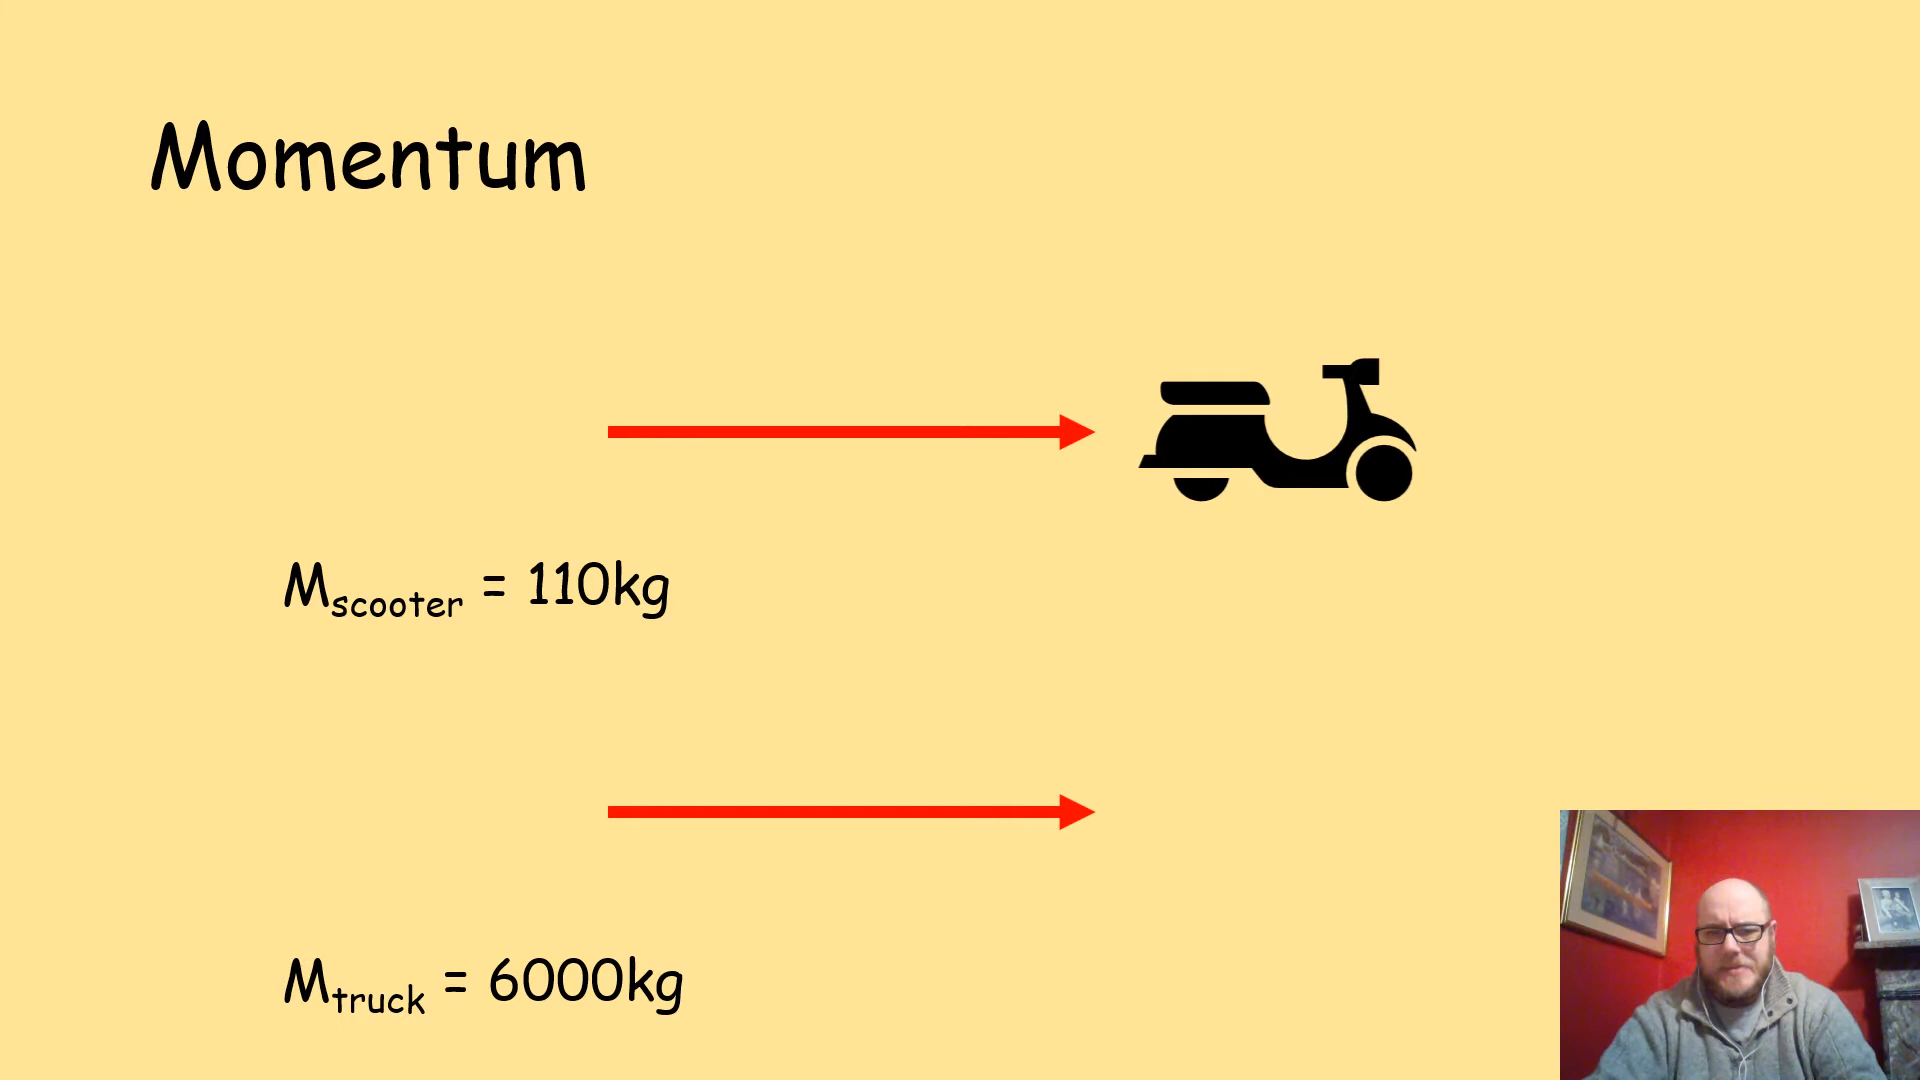 Momentum
Mscooter = 110kg
Mtruck = 6000kg